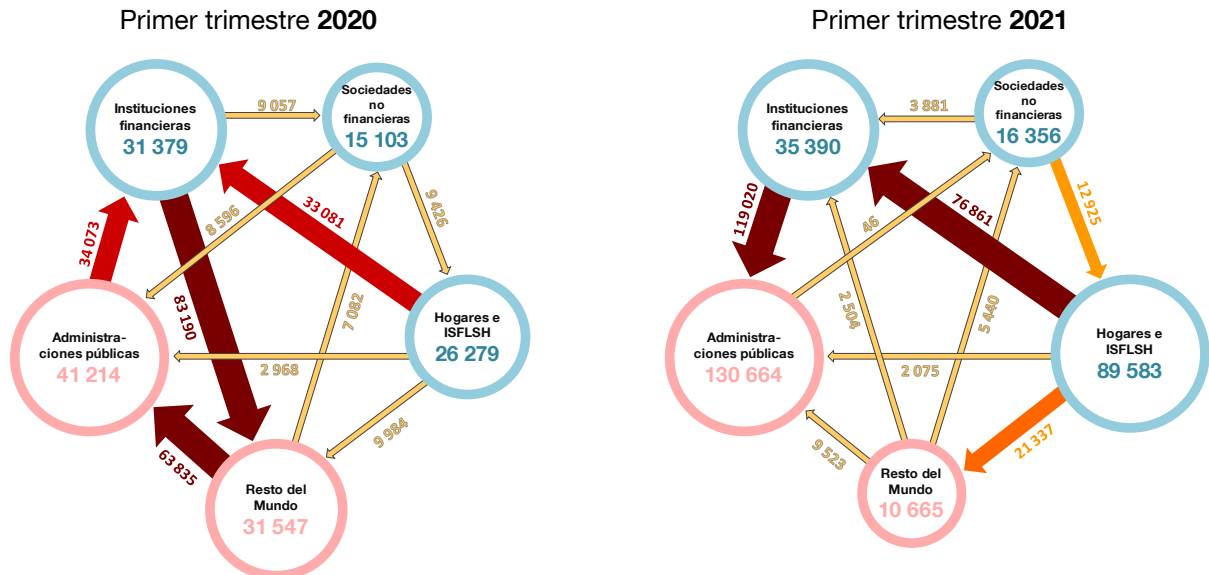 Primer trimestre 2020
Instituciones
financieras
31 379
9 057
Sociedades
no
financieras
15 103
33 081
9 426
8 596
34 073
83 190
7 082
Administra-
ciones públicas
41 214
2 968
Hogares e
ISFLSH
26 279
9 984
63 835
Resto del
Mundo
31 547
Primer trimestre 2021
Instituciones
financieras
35 390
3 881
Sociedades
no
financieras
16 356
119 020
76 861
46
12 925
2 504
5 440
Administra-
ciones públicas
130 664
2 075
Hogares e
ISFLSH
89 583
9 523
21 337
Resto del
Mundo
10 665